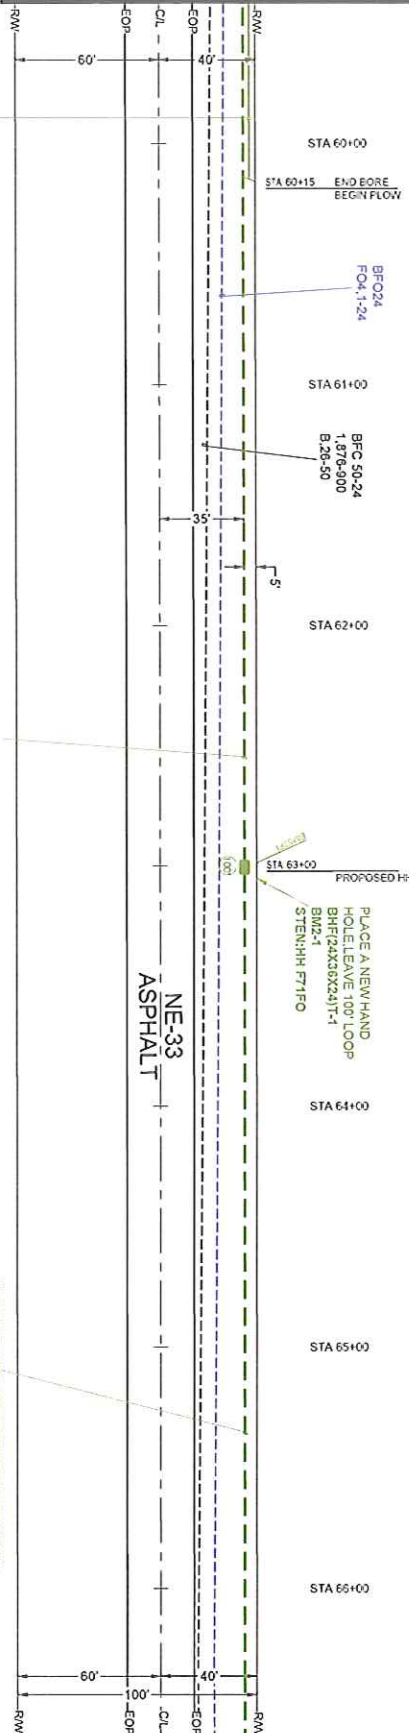 R/W
EOP
C/L
EOP
R/W
60'
40'
STA 60+00
STA 60+15 END BORE
BEGIN PLOW
BFO24
FO4,1-24
STA 61+00
BFC 50-24
1,876-900
B,26-50
35'
5'
STA 62+00
STA 63+00
PROPOSED HH
100'
PLACE A NEW HAND
HOLE,LEAVE 100' LOOP
BHF(24X36X24)T-1
BM2-1
STEN:HH F71FO
NE-33
ASPHALT
STA 64+00
STA 65+00
STA 66+00
60'
40'
100'
R/W
EOP
C/L
EOP
R/W